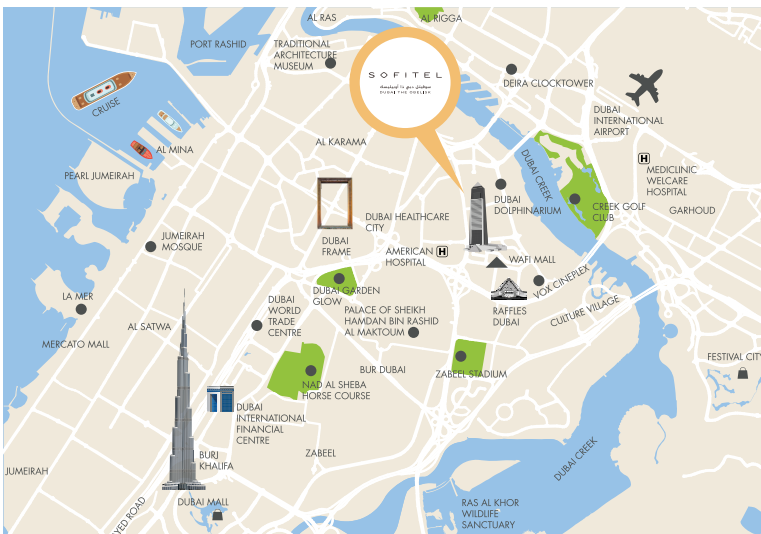 AL RAS
AL RIGGA
PORT RASHID
TRADITIONAL
ARCHITECTURE
MUSEUM
SOFITEL
DUBAI THE OBELISK
DEIRA CLOCKTOWER
CRUISE
DUBAI
INTERNATIONAL
AIRPORT
AL KARAMA
AL MINA
DUBAI CREEK
H
MEDICLINIC
WELCARE
HOSPITAL
PEARL JUMEIRAH
DUBAI
DOLPHINARIUM
CREEK GOLF
CLUB
GARHOUD
DUBAI HEALTHCARE
CITY
JUMEIRAH
MOSQUE
DUBAI
FRAME
AMERICAN
HOSPITAL
H
WAFI MALL
VOX CINEPLEX
DUBAI GARDEN
GLOW
LA MER
DUBAI
WORLD
TRADE
CENTRE
PALACE OF SHEIKH
HAMDAN BIN RASHID
AL MAKTOUM
RAFFLES
DUBAI
CULTURE VILLAGE
AL SATWA
MERCATO MALL
FESTIVAL CITY
BUR DUBAI
ZABEEL STADIUM
NAD AL SHEBA
HORSE COURSE
DUBAI
INTERNATIONAL
FINANCIAL
CENTRE
BURJ
KHALIFA
ZABEEL
DUBAI CREEK
JUMEIRAH
DUBAI MALL
YED ROAD
RAS AL KHOR
WILDLIFE
SANCTUARY